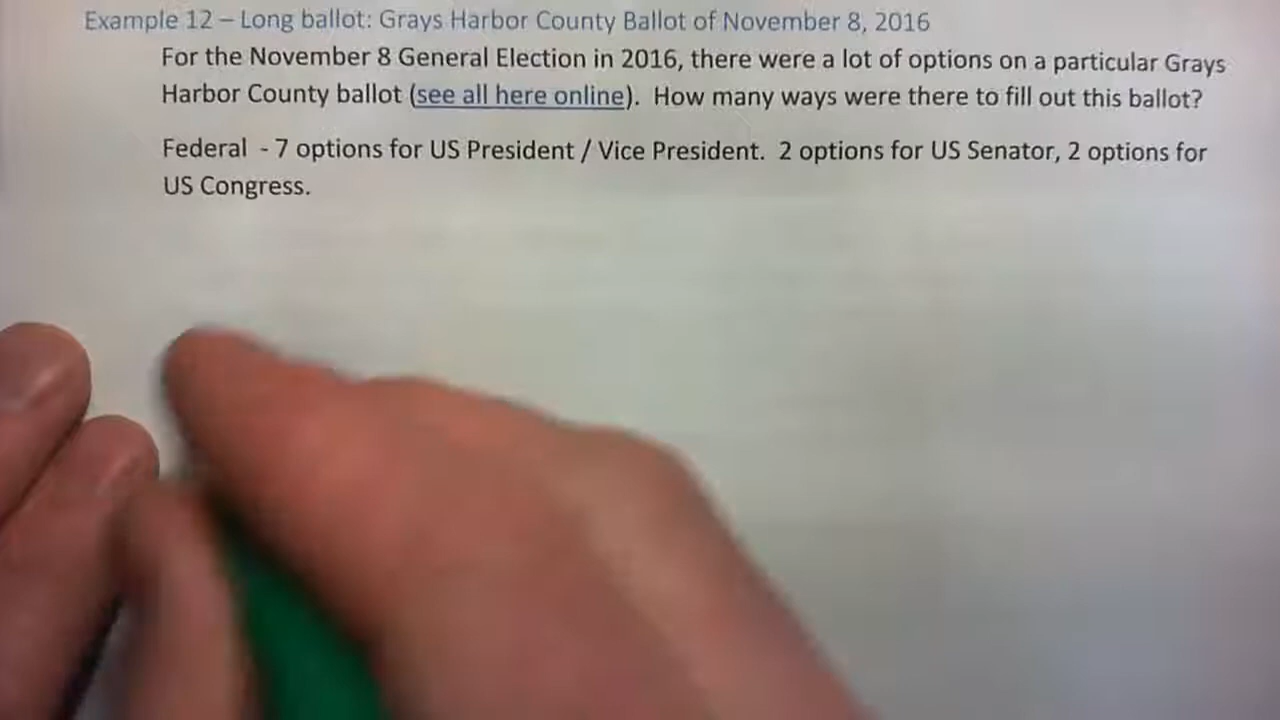 Example 12 – Long ballot: Grays Harbor County Ballot of November 8, 2016
For the November 8 General Election in 2016, there were a lot of options on a particular Grays
Harbor County ballot (see all here online).  How many ways were there to fill out this ballot?
Federal  - 7 options for US President / Vice President.  2 options for US Senator, 2 options for
US Congress.